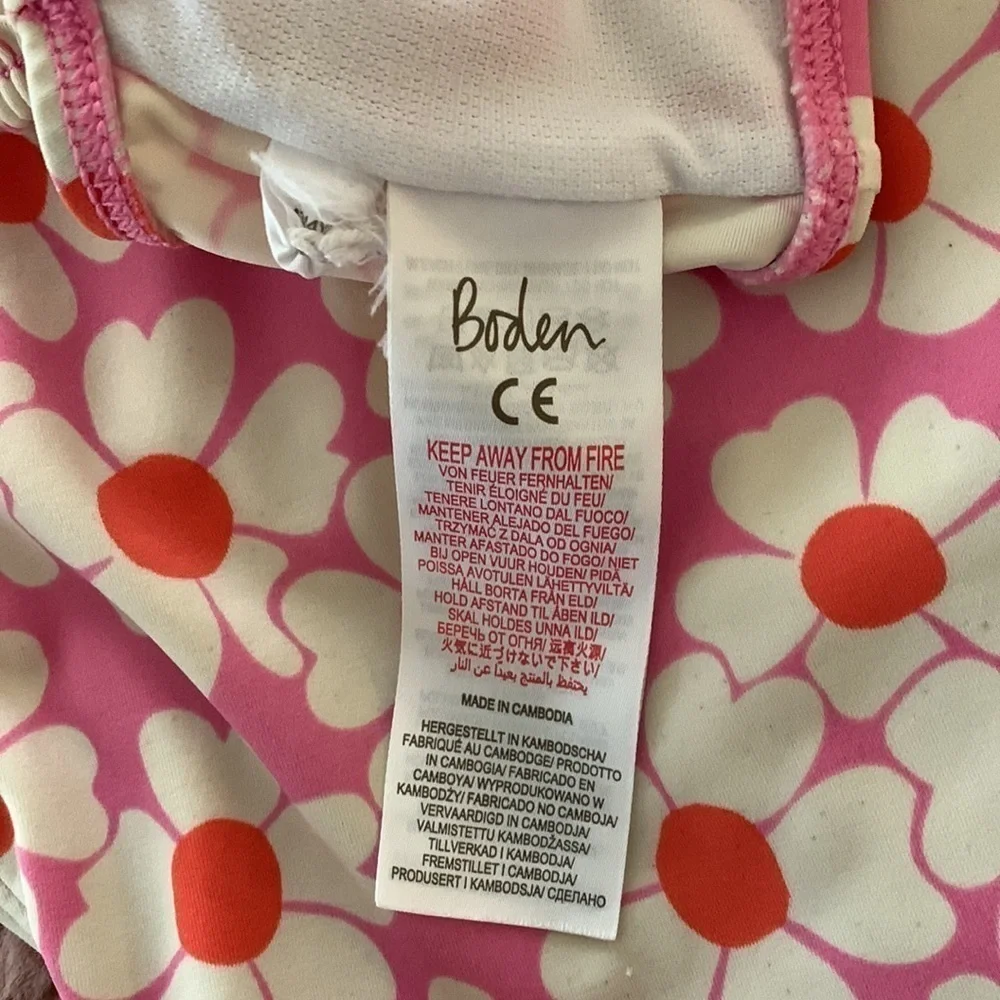 Boden
CE
KEEP AWAY FROM FIRE
VON FEUER FERNHALTEN/
TENIR ÉLOIGNÉ DU FEU/
TENERE LONTANO DAL FUOCO/
MANTENER ALEJADO DEL FUEGO/
TRZYMAĆ Z DALA OD OGNIA/
MANTER AFASTADO DO FOGO/ NIET
BIJ OPEN VUUR HOUDEN/ PIDÄ
POISSA AVOTULEN LÄHETTYVILTÄ/
HÅLL BORTA FRÅN ELD/
HOLD AFSTAND TIL ÅBEN ILD/
SKAL HOLDES UNNA ILD/
БЕРЕЧЬ ОТ ОГНЯ/ 远离火源/
火気に近づけないで下さい/
يحتفظ بالمنتج بعيدا عن النار
MADE IN CAMBODIA
HERGESTELLT IN KAMBODSCHA/
FABRIQUÉ AU CAMBODGE/ PRODOTTO
IN CAMBOGIA/ FABRICADO EN
CAMBOYA/ WYPRODUKOWANO W
KAMBODŻY/ FABRICADO NO CAMBOJA/
VERVAARDIGD IN CAMBODJA/
VALMISTETTU KAMBODŽASSA/
TILLVERKAD I KAMBODJA/
FREMSTILLET I CAMBODJA/
PRODUSERT I KAMBODSJA/ СДЕЛАНО